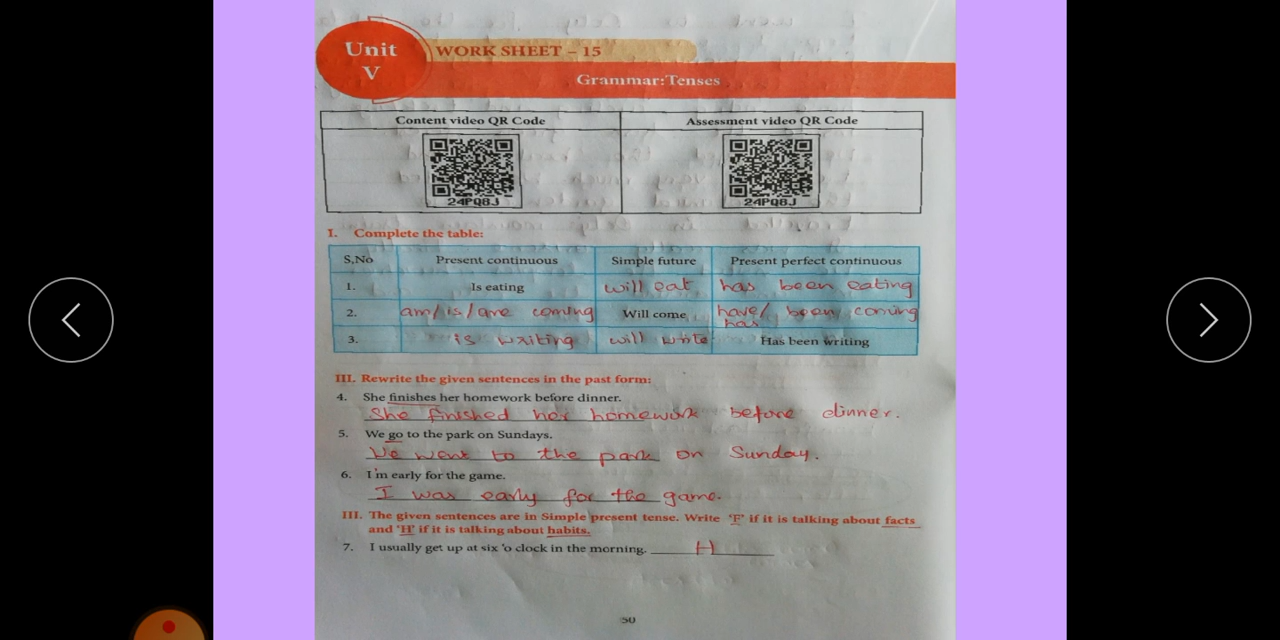 Unit
V
WORK SHEET – 15
Grammar:Tenses
Content video QR Code Assessment video QR Code
24PQ8J 24PQ8J
I. Complete the table:
S,No Present continuous Simple future Present perfect continuous
1. Is eating will eat has been eating
2. am/is/are coming Will come have/has been coming
3. is writing will write Has been writing
III. Rewrite the given sentences in the past form:
4. She finishes her homework before dinner.
She finished her homework before dinner.
5. We go to the park on Sundays.
We went to the park on Sunday.
6. I'm early for the game.
I was early for the game.
III. The given sentences are in Simple present tense. Write 'F' if it is talking about facts
and 'H' if it is talking about habits.
7. I usually get up at six 'o clock in the morning. H
50